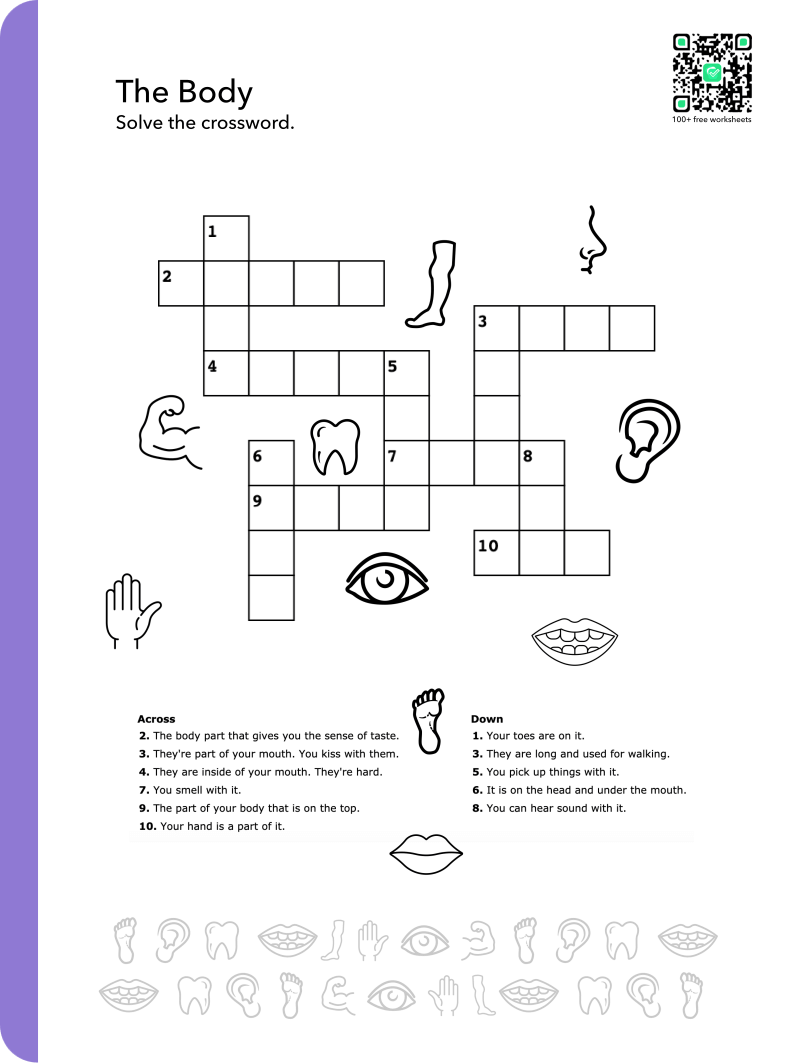 100+ free worksheets
The Body
Solve the crossword.
1
2
3
4 5
6 7 8
9
10
Across
2. The body part that gives you the sense of taste.
3. They're part of your mouth. You kiss with them.
4. They are inside of your mouth. They're hard.
7. You smell with it.
9. The part of your body that is on the top.
10. Your hand is a part of it.
Down
1. Your toes are on it.
3. They are long and used for walking.
5. You pick up things with it.
6. It is on the head and under the mouth.
8. You can hear sound with it.